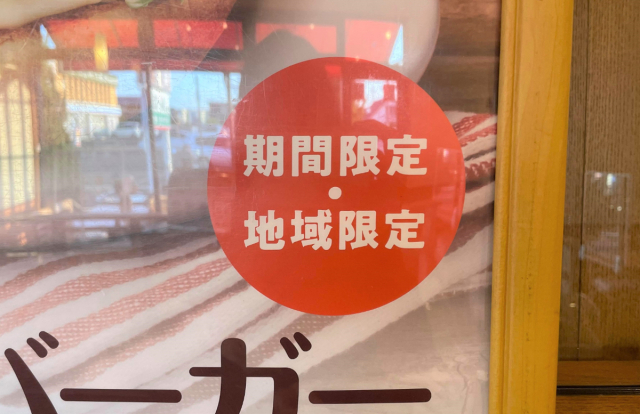 期間限定
・
地域限定
バーガー